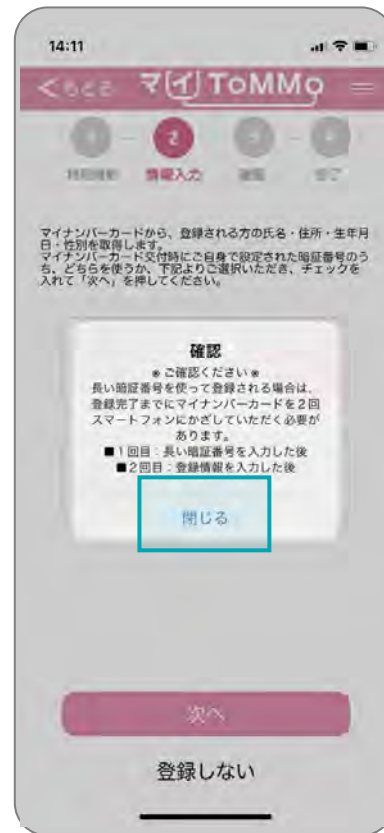 14:11
もどる
マイ ToMMo
1
2
3
4
利用規約
情報入力
確認
完了
マイナンバーカードから、登録される方の氏名・住所・生年月
日・性別を取得します。
マイナンバーカード交付時にご自身で設定された暗証番号のう
ち、どちらを使うか、下記よりご選択いただき、チェックを
入れて「次へ」を押してください。
確認
※ ご確認ください ※
長い暗証番号を使って登録される場合は、
登録完了までにマイナンバーカードを2回
スマートフォンにかざしていただく必要が
あります。
■1回目：長い暗証番号を入力した後
■2回目：登録情報を入力した後
閉じる
次へ
登録しない